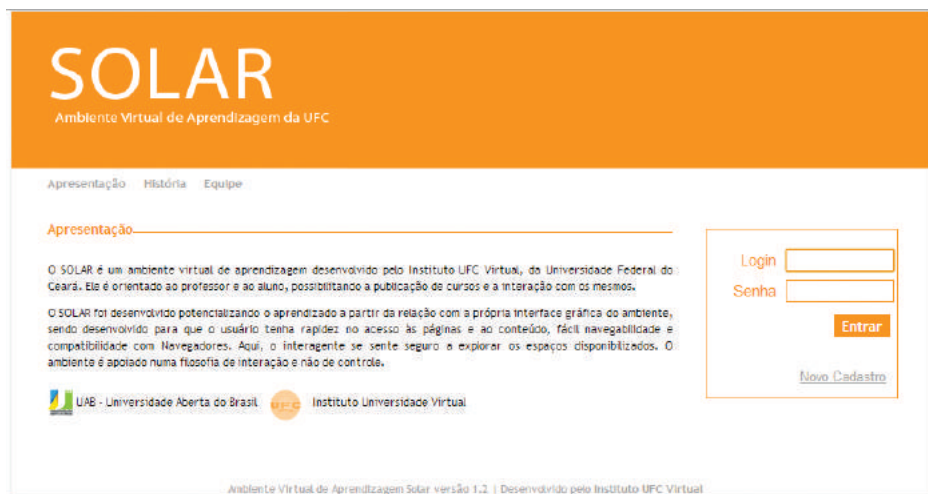 SOLAR
Ambiente Virtual de Aprendizagem da UFC
Apresentação História Equipe
Apresentação
O SOLAR é um ambiente virtual de aprendizagem desenvolvido pelo Instituto UFC Virtual, da Universidade Federal do
Ceará. Ele é orientado ao professor e ao aluno, possibilitando a publicação de cursos e a interação com os mesmos.
O SOLAR foi desenvolvido potencializando o aprendizado a partir da relação com a própria interface gráfica do ambiente,
sendo desenvolvido para que o usuário tenha rapidez no acesso às páginas e ao conteúdo, fácil navegabilidade e
compatibilidade com Navegadores. Aqui, o interagente se sente seguro a explorar os espaços disponibilizados. O
ambiente é apoiado numa filosofia de interação e não de controle.
UAB - Universidade Aberta do Brasil UFC Instituto Universidade Virtual
Login
Senha
Entrar
Novo Cadastro
Ambiente Virtual de Aprendizagem Solar versão 1.2 | Desenvolvido pelo Instituto UFC Virtual